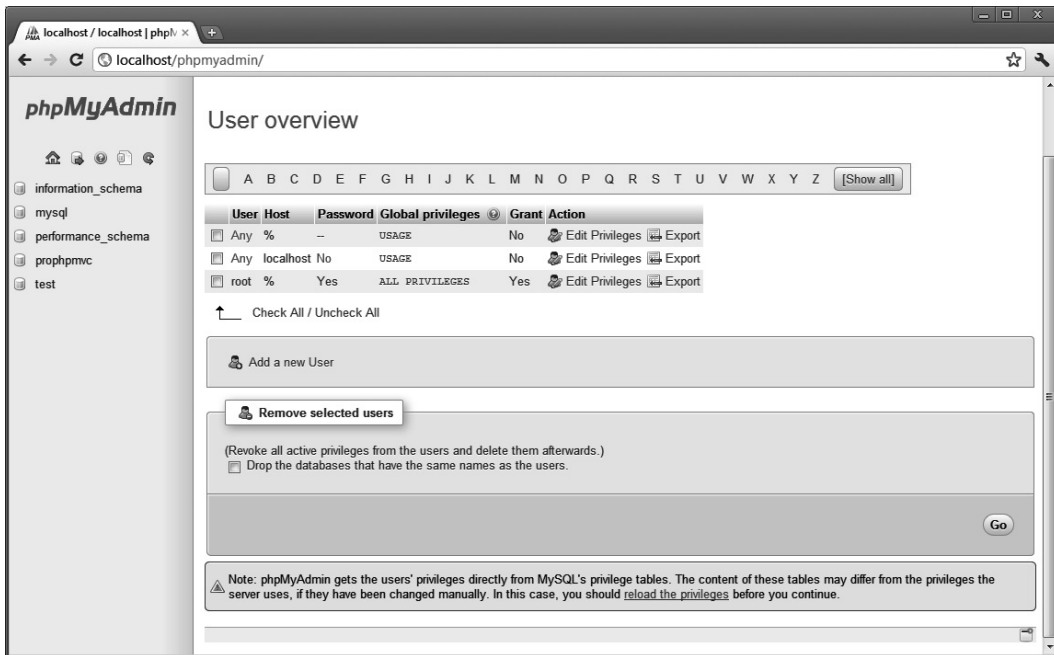 localhost / localhost | phpM
localhost/phpmyadmin/
phpMyAdmin
information_schema
mysql
performance_schema
prophpmvc
test
User overview
A B C D E F G H I J K L M N O P Q R S T U V W X Y Z [Show all]
User Host Password Global privileges Grant Action
Any % -- USAGE No Edit Privileges Export
Any localhost No USAGE No Edit Privileges Export
root % Yes ALL PRIVILEGES Yes Edit Privileges Export
Check All / Uncheck All
Add a new User
Remove selected users
(Revoke all active privileges from the users and delete them afterwards.)
Drop the databases that have the same names as the users.
Go
Note: phpMyAdmin gets the users' privileges directly from MySQL's privilege tables. The content of these tables may differ from the privileges the
server uses, if they have been changed manually. In this case, you should reload the privileges before you continue.